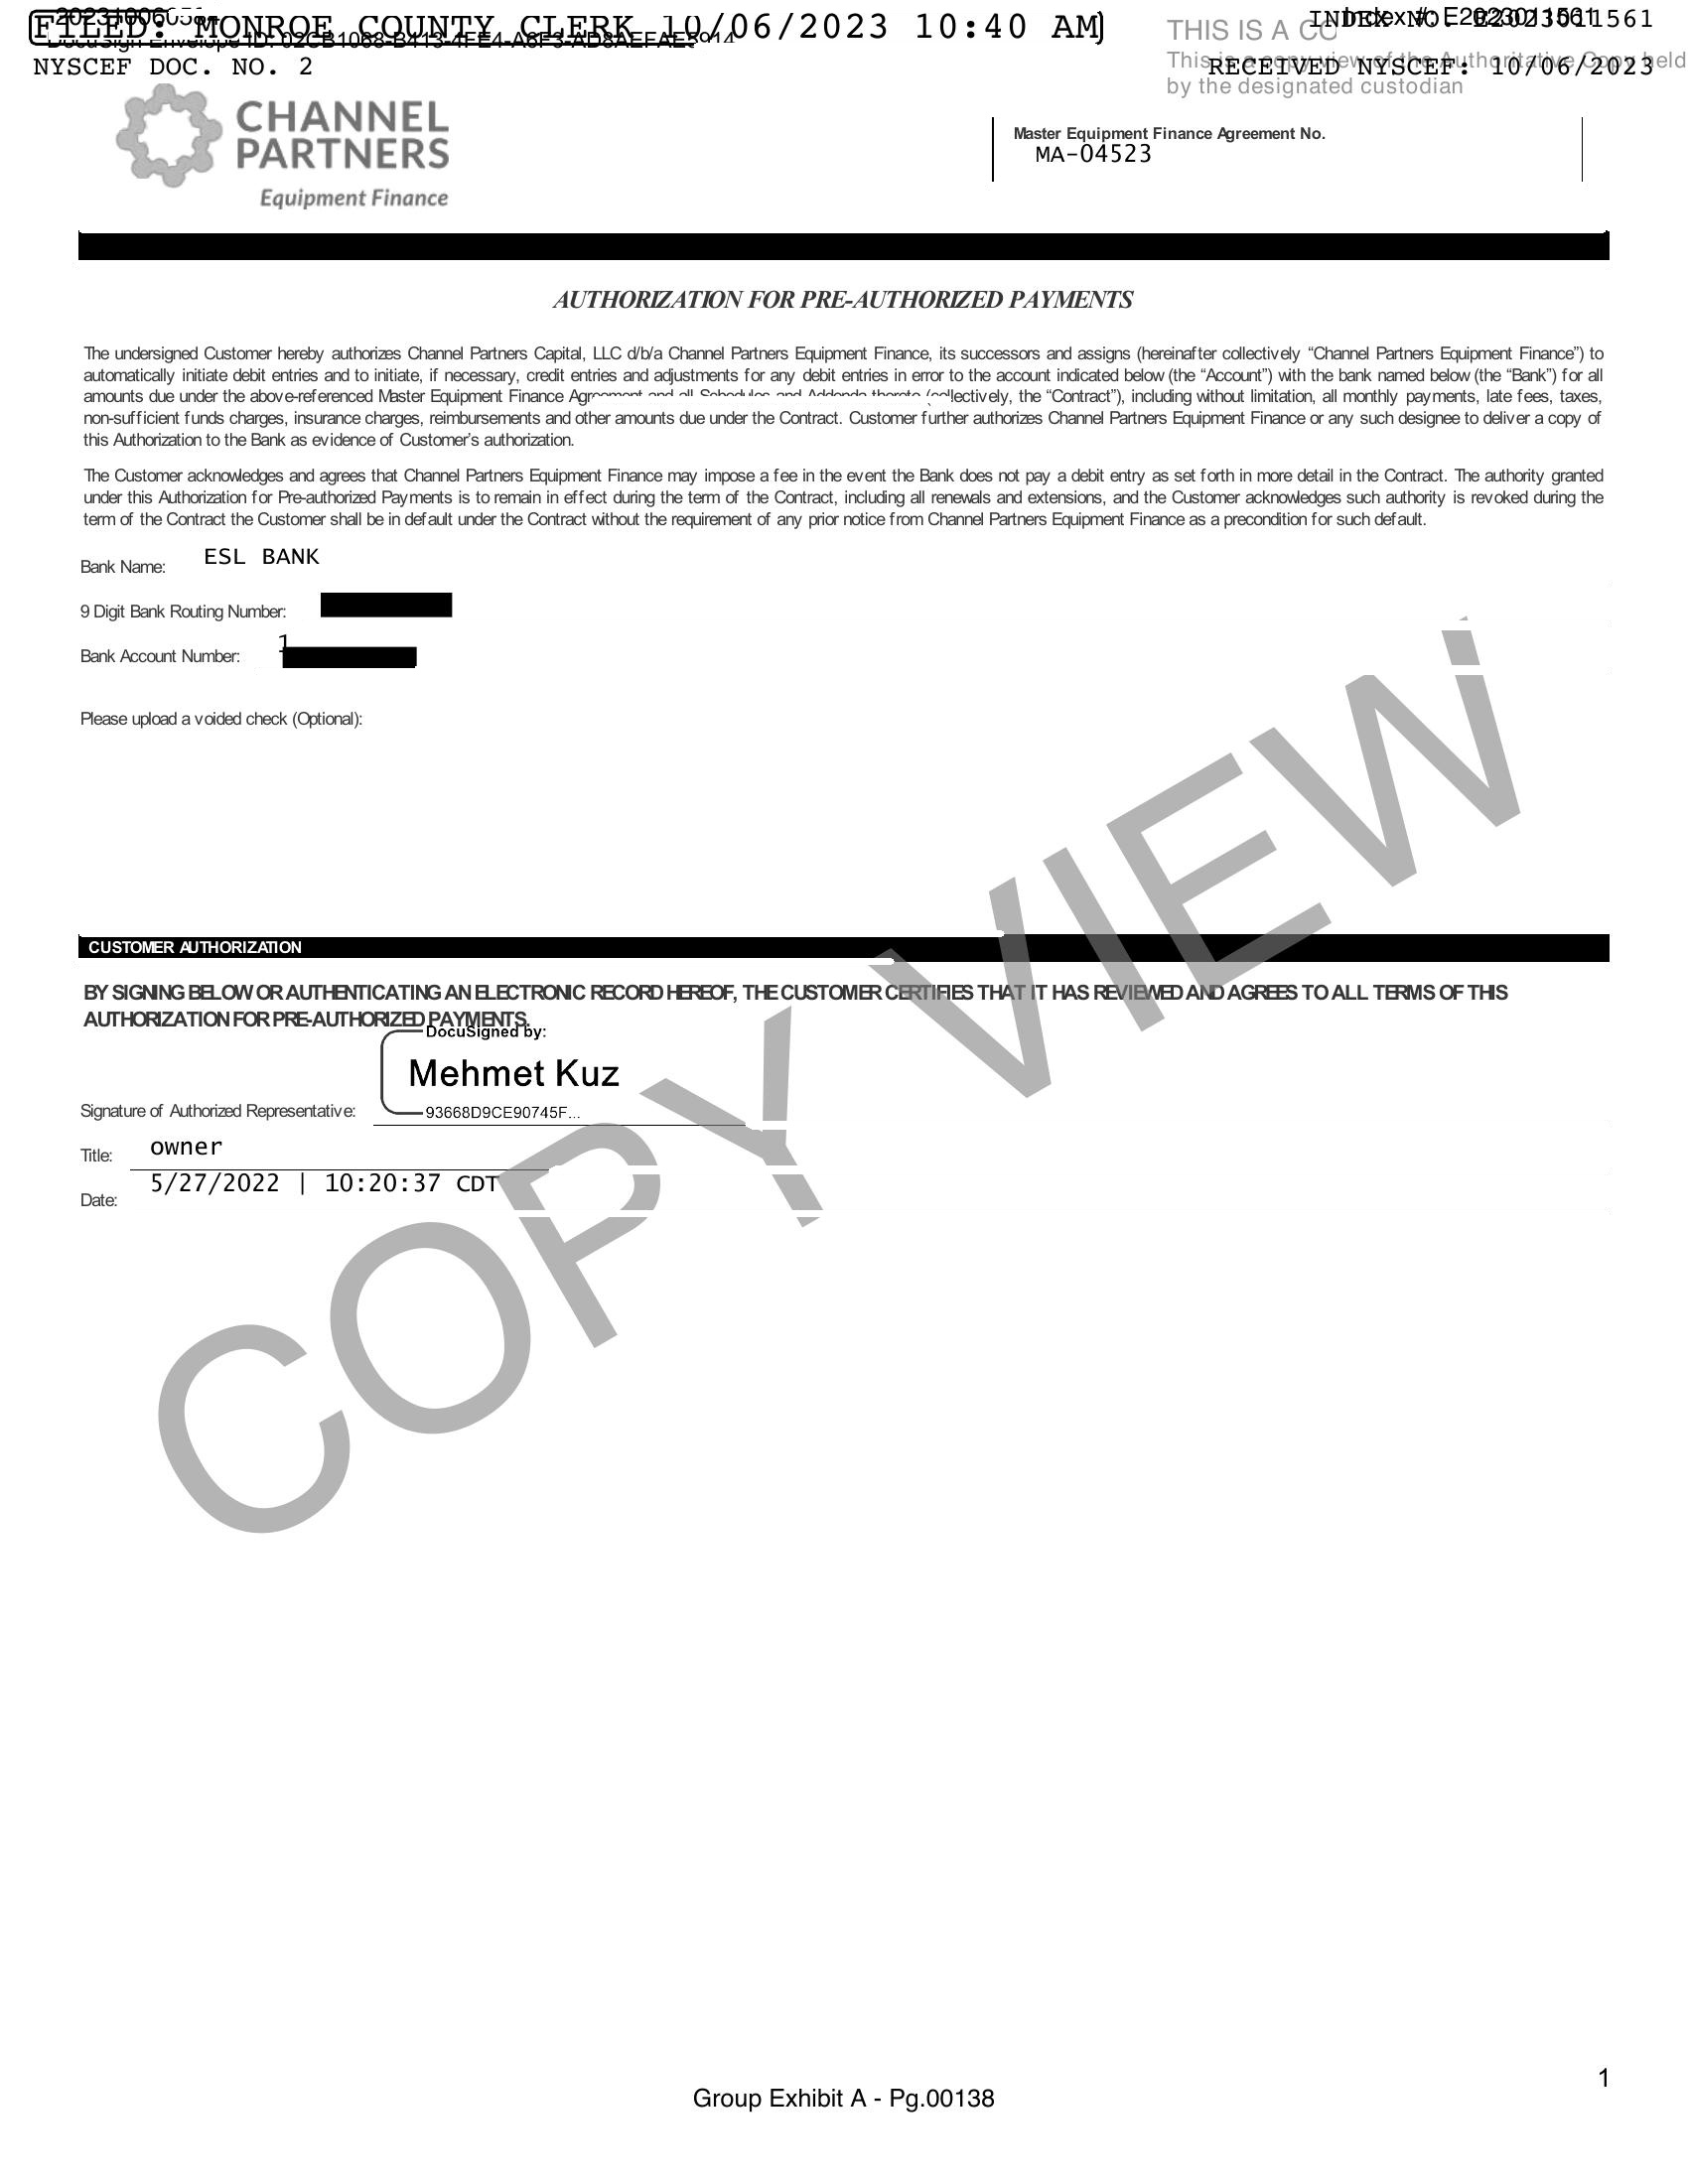 FILED: MONROE COUNTY CLERK 10/06/2023 10:40 AM
INDEX NO. E2023011561
NYSCEF DOC. NO. 2
RECEIVED NYSCEF: 10/06/2023
THIS IS A
This is a copy view of the Authoritative Copy held
by the designated custodian
CHANNEL
PARTNERS
Equipment Finance
Master Equipment Finance Agreement No.
MA-04523
AUTHORIZATION FOR PRE-AUTHORIZED PAYMENTS
The undersigned Customer hereby authorizes Channel Partners Capital, LLC d/b/a Channel Partners Equipment Finance, its successors and assigns (hereinafter collectively “Channel Partners Equipment Finance”) to
automatically initiate debit entries and to initiate, if necessary, credit entries and adjustments for any debit entries in error to the account indicated below (the “Account”) with the bank named below (the “Bank”) for all
amounts due under the above-referenced Master Equipment Finance Agreement and all Schedules and Addenda thereto (collectively, the “Contract”), including without limitation, all monthly payments, late fees, taxes,
non-sufficient funds charges, insurance charges, reimbursements and other amounts due under the Contract. Customer further authorizes Channel Partners Equipment Finance or any such designee to deliver a copy of
this Authorization to the Bank as evidence of Customer’s authorization.
The Customer acknowledges and agrees that Channel Partners Equipment Finance may impose a fee in the event the Bank does not pay a debit entry as set forth in more detail in the Contract. The authority granted
under this Authorization for Pre-authorized Payments is to remain in effect during the term of the Contract, including all renewals and extensions, and the Customer acknowledges such authority is revoked during the
term of the Contract the Customer shall be in default under the Contract without the requirement of any prior notice from Channel Partners Equipment Finance as a precondition for such default.
Bank Name: ESL BANK
9 Digit Bank Routing Number:
Bank Account Number: 1
Please upload a voided check (Optional):
CUSTOMER AUTHORIZATION
BY SIGNING BELOW OR AUTHENTICATING AN ELECTRONIC RECORD HEREOF, THE CUSTOMER CERTIFIES THAT IT HAS REVIEWED AND AGREES TO ALL TERMS OF THIS
AUTHORIZATION FOR PRE-AUTHORIZED PAYMENTS.
DocuSigned by:
Mehmet Kuz
Signature of Authorized Representative: 93668D9CE90745F...
Title: owner
Date: 5/27/2022 | 10:20:37 CDT
COPY VIEW
1
Group Exhibit A - Pg.00138